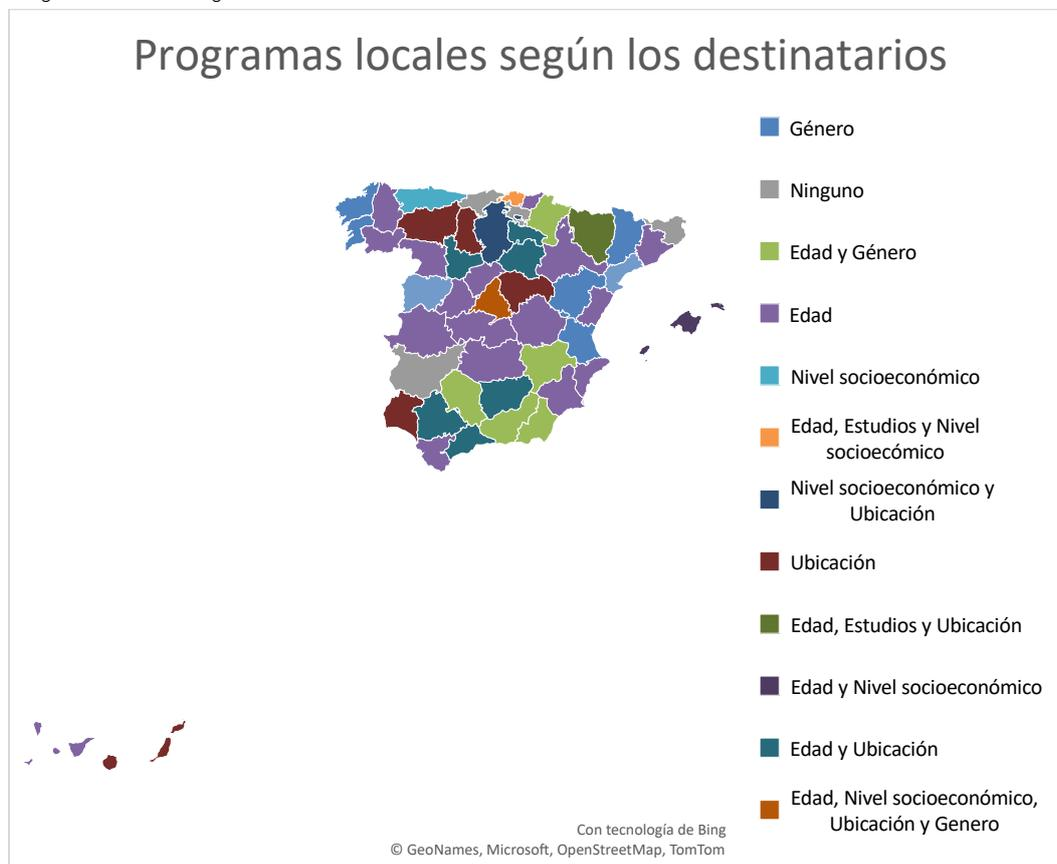 Programas locales según los destinatarios
Género
Ninguno
Edad y Género
Edad
Nivel socioeconómico
Edad, Estudios y Nivel
socioecómico
Nivel socioeconómico y
Ubicación
Ubicación
Edad, Estudios y Ubicación
Edad y Nivel socioeconómico
Edad y Ubicación
Edad, Nivel socioeconómico,
Ubicación y Genero
Con tecnología de Bing
© GeoNames, Microsoft, OpenStreetMap, TomTom